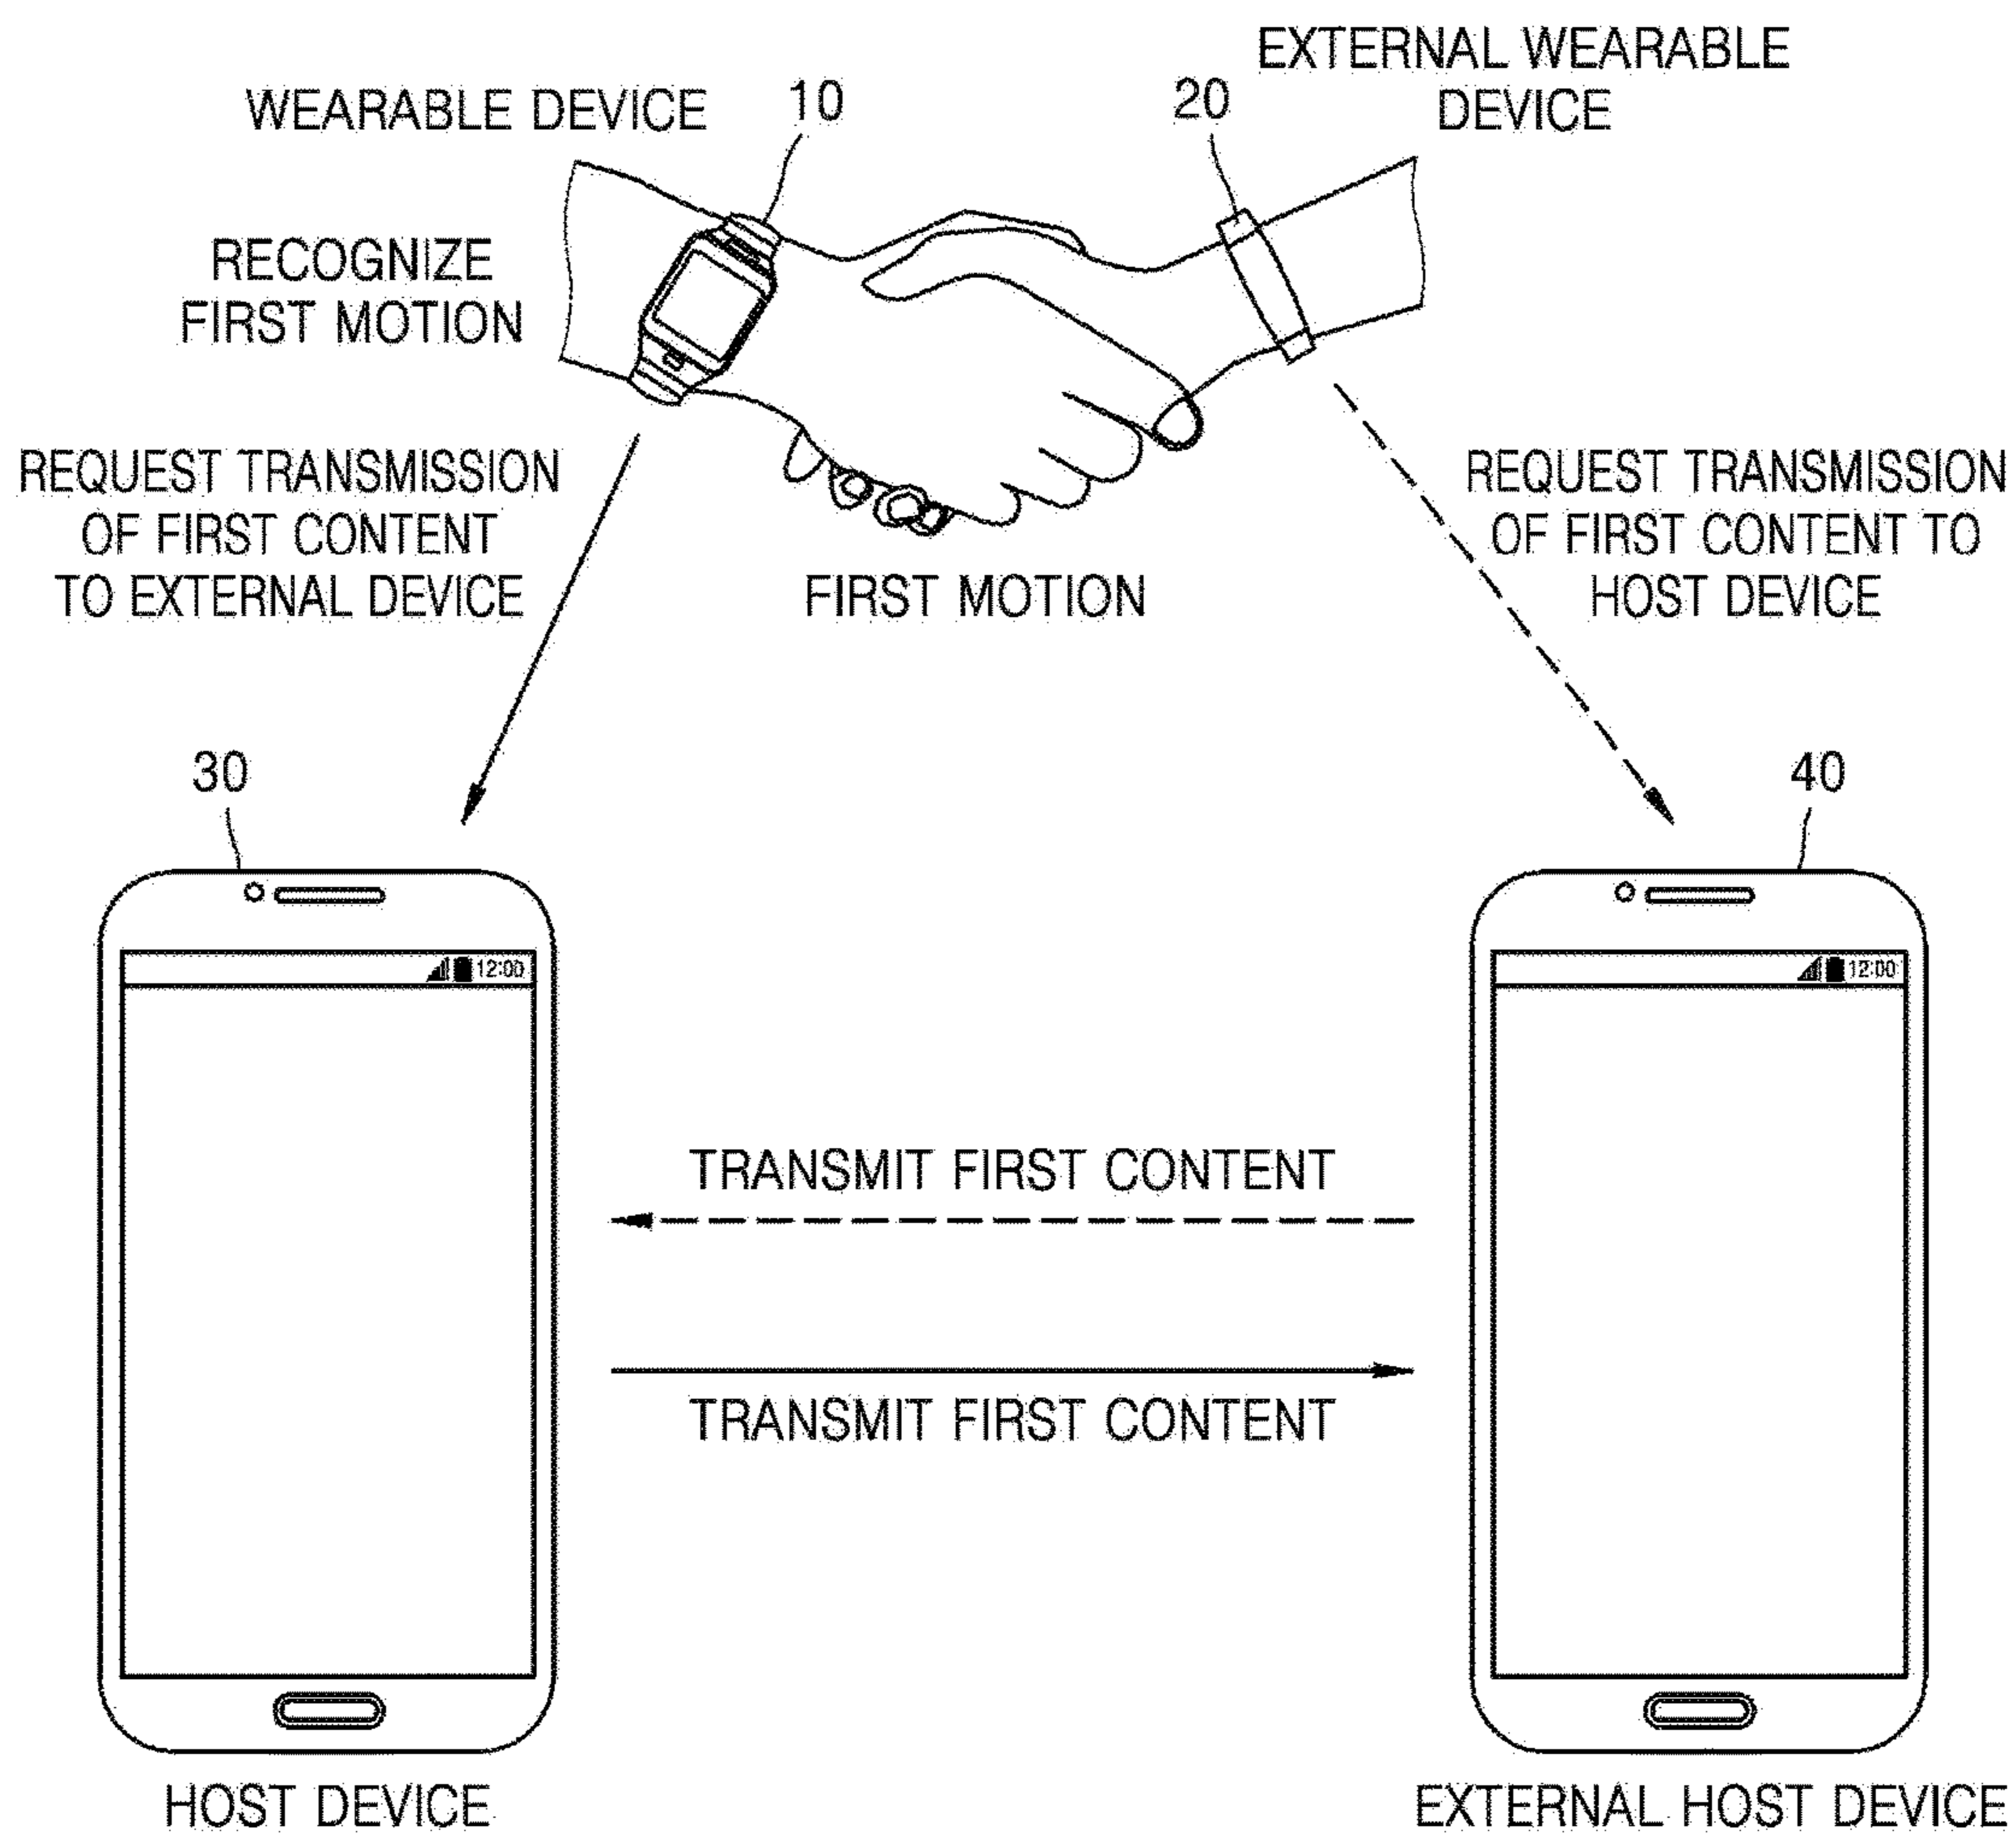 EXTERNAL WEARABLE
DEVICE
WEARABLE DEVICE
10
20
RECOGNIZE
FIRST MOTION
REQUEST TRANSMISSION
OF FIRST CONTENT
TO EXTERNAL DEVICE
FIRST MOTION
REQUEST TRANSMISSION
OF FIRST CONTENT TO
HOST DEVICE
30
40
12:00
12:00
TRANSMIT FIRST CONTENT
TRANSMIT FIRST CONTENT
HOST DEVICE
EXTERNAL HOST DEVICE